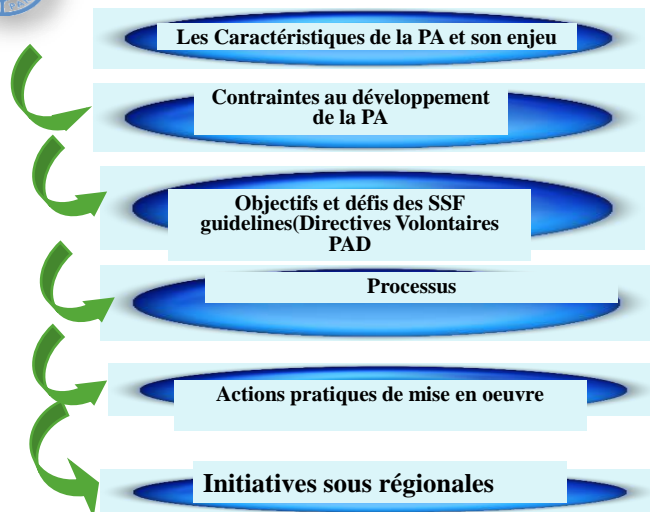 Les Caractéristiques de la PA et son enjeu
Contraintes au développement
de la PA
Objectifs et défis des SSF
guidelines(Directives Volontaires
PAD
Processus
Actions pratiques de mise en oeuvre
Initiatives sous régionales